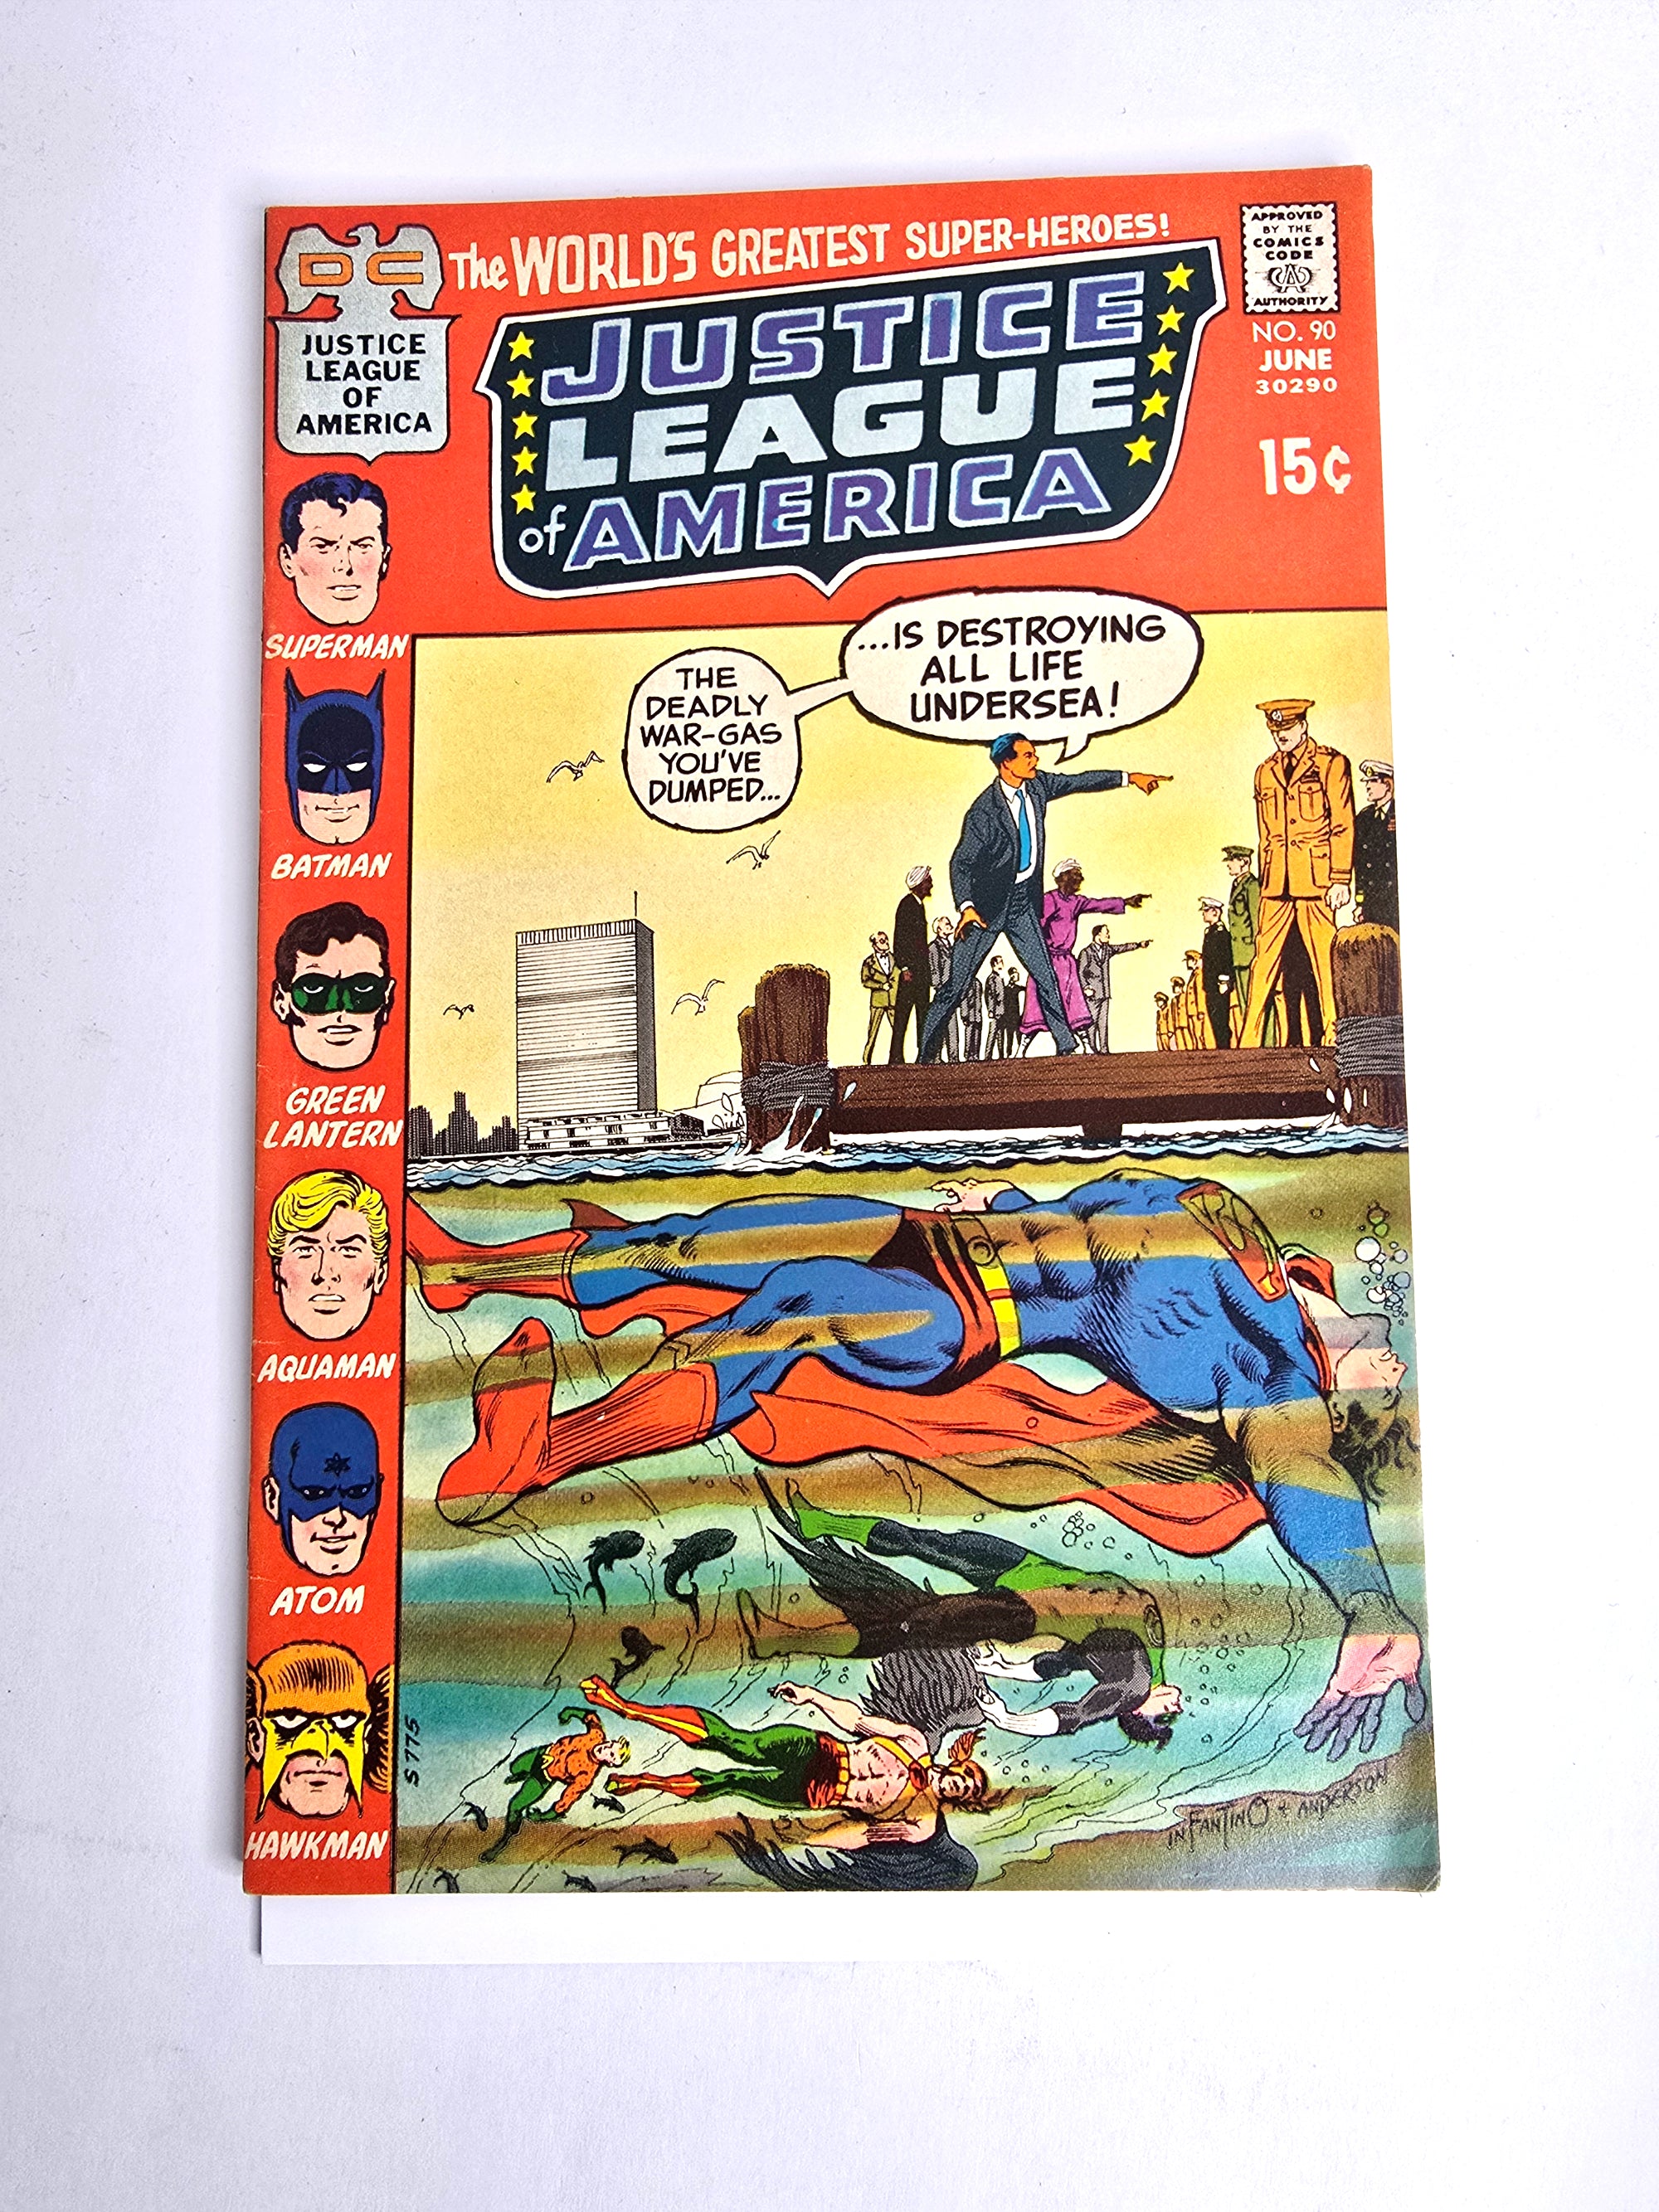 DC
JUSTICE
LEAGUE
OF
AMERICA
The WORLD'S GREATEST SUPER-HEROES!
JUSTICE
LEAGUE
of AMERICA
APPROVED
BY THE
COMICS
CODE
CA
AUTHORITY
NO. 90
JUNE
30290
15¢
SUPERMAN
BATMAN
GREEN
LANTERN
AQUAMAN
ATOM
HAWKMAN
THE
DEADLY
WAR-GAS
YOU'VE
DUMPED...
...IS DESTROYING
ALL LIFE
UNDERSEA!
S 775
INFANTINO + ANDERSON